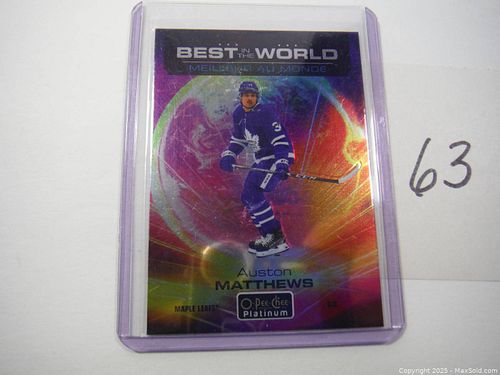 BEST IN THE WORLD
MEILLEUR AU MONDE
Auston
MATTHEWS
MAPLE LEAFS
O-Pee-Chee
Platinum
63
Copyright 2025 - MaxSold.com